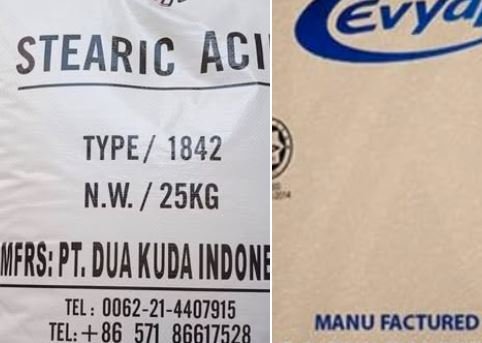 STEARIC ACI
TYPE/ 1842
N.W. / 25KG
MFRS: PT. DUA KUDA INDONE
TEL: 0062-21-4407915
TEL:+86 571 86617528
Evyap
MANU FACTURED